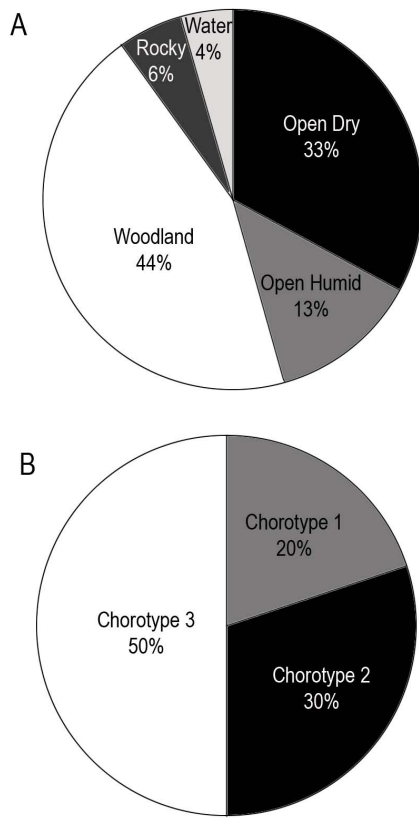 A
Water
4%
Rocky
6%
Open Dry
33%
Woodland
44%
Open Humid
13%
B
Chorotype 1
20%
Chorotype 3
50%
Chorotype 2
30%